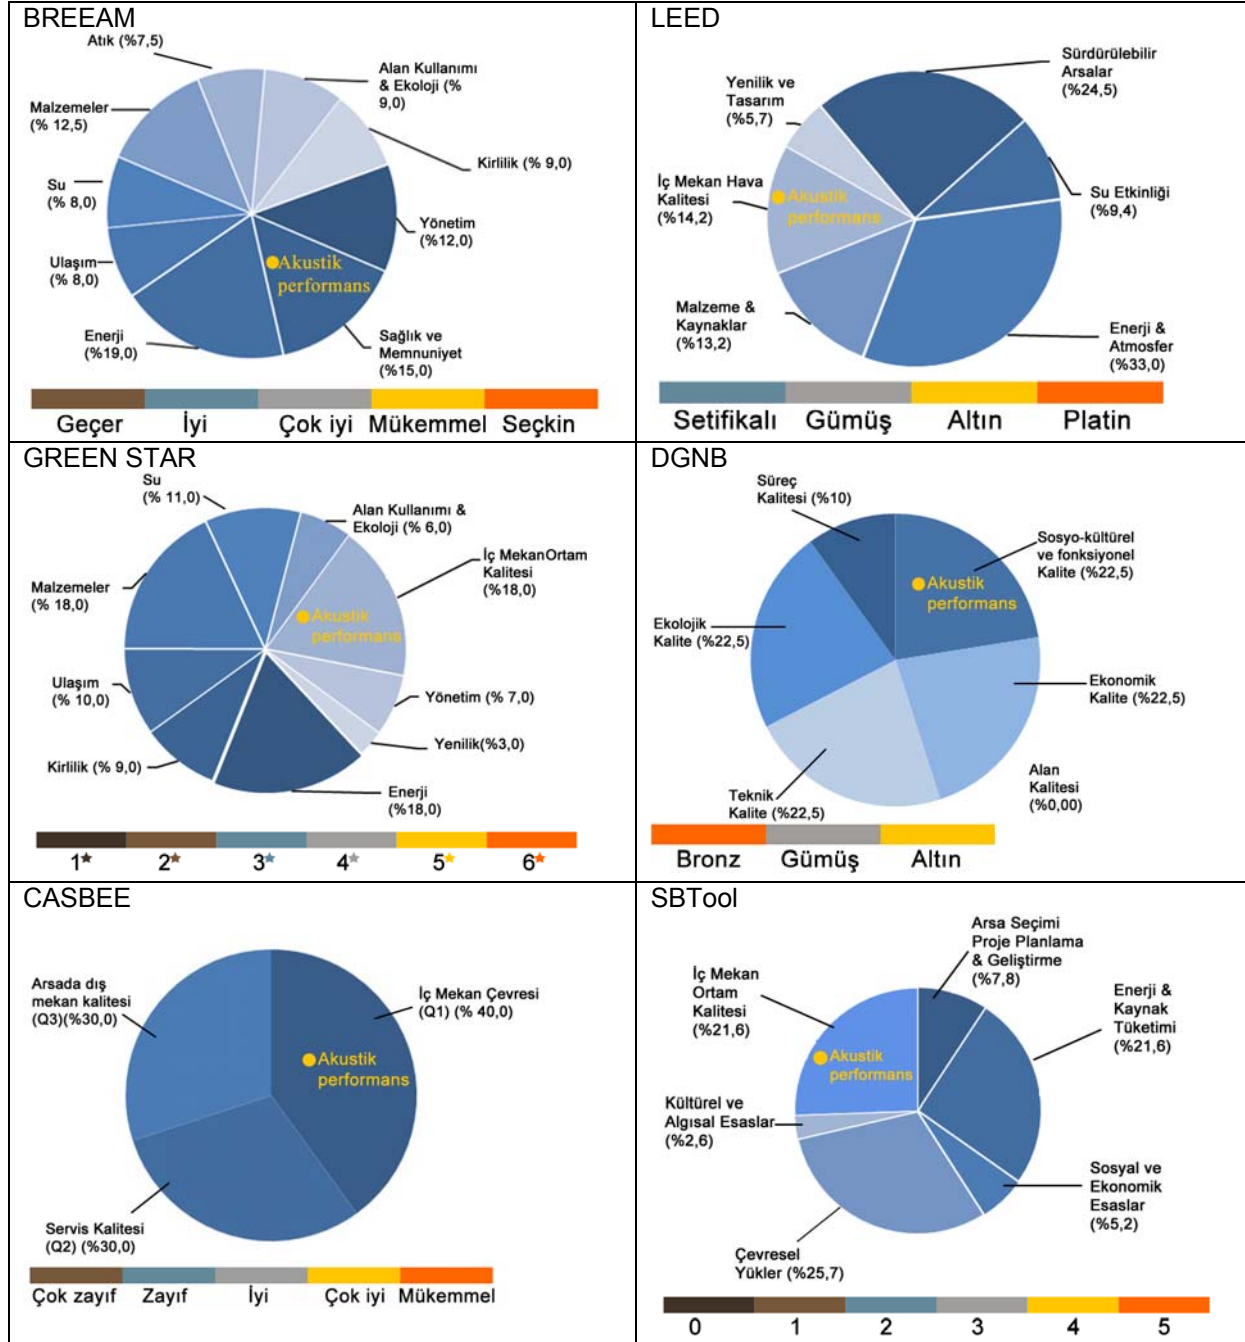 BREEAM
Atık (%7,5)
Alan Kullanımı
& Ekoloji (%
9,0)
Malzemeler
(% 12,5)
Kirlilik (% 9,0)
Su
(% 8,0)
Yönetim
(%12,0)
Ulaşım
(% 8,0)
Akustik
performans
Enerji
(%19,0)
Sağlık ve
Memnuniyet
(%15,0)
Geçer İyi Çok iyi Mükemmel Seçkin
LEED
Sürdürülebilir
Arsalar
(%24,5)
Yenilik ve
Tasarım
(%5,7)
İç Mekan Hava
Kalitesi
(%14,2)
Akustik
performans
Su Etkinliği
(%9,4)
Malzeme &
Kaynaklar
(%13,2)
Enerji &
Atmosfer
(%33,0)
Setifikalı Gümüş Altın Platin
GREEN STAR
Su
(% 11,0)
Alan Kullanımı &
Ekoloji (% 6,0)
İç MekanOrtam
Kalitesi
(%18,0)
Malzemeler
(% 18,0)
Akustik
performans
Ulaşım
(% 10,0)
Yönetim (% 7,0)
Yenilik(%3,0)
Kirlilik (% 9,0)
Enerji
(%18,0)
1★ 2★ 3★ 4★ 5★ 6★
DGNB
Süreç
Kalitesi (%10)
Sosyo-kültürel
ve fonksiyonel
Kalite (%22,5)
Akustik
performans
Ekolojik
Kalite (%22,5)
Ekonomik
Kalite (%22,5)
Alan
Kalitesi
(%0,00)
Teknik
Kalite (%22,5)
Bronz Gümüş Altın
CASBEE
Arsada dış
mekan kalitesi
(Q3)(%30,0)
İç Mekan Çevresi
(Q1) (% 40,0)
Akustik
performans
Servis Kalitesi
(Q2) (%30,0)
Çok zayıf Zayıf İyi Çok iyi Mükemmel
SBTool
Arsa Seçimi
Proje Planlama
& Geliştirme
(%7,8)
İç Mekan
Ortam
Kalitesi
(%21,6)
Enerji &
Kaynak
Tüketimi
(%21,6)
Akustik
performans
Kültürel ve
Algısal Esaslar
(%2,6)
Sosyal ve
Ekonomik
Esaslar
(%5,2)
Çevresel
Yükler (%25,7)
0 1 2 3 4 5